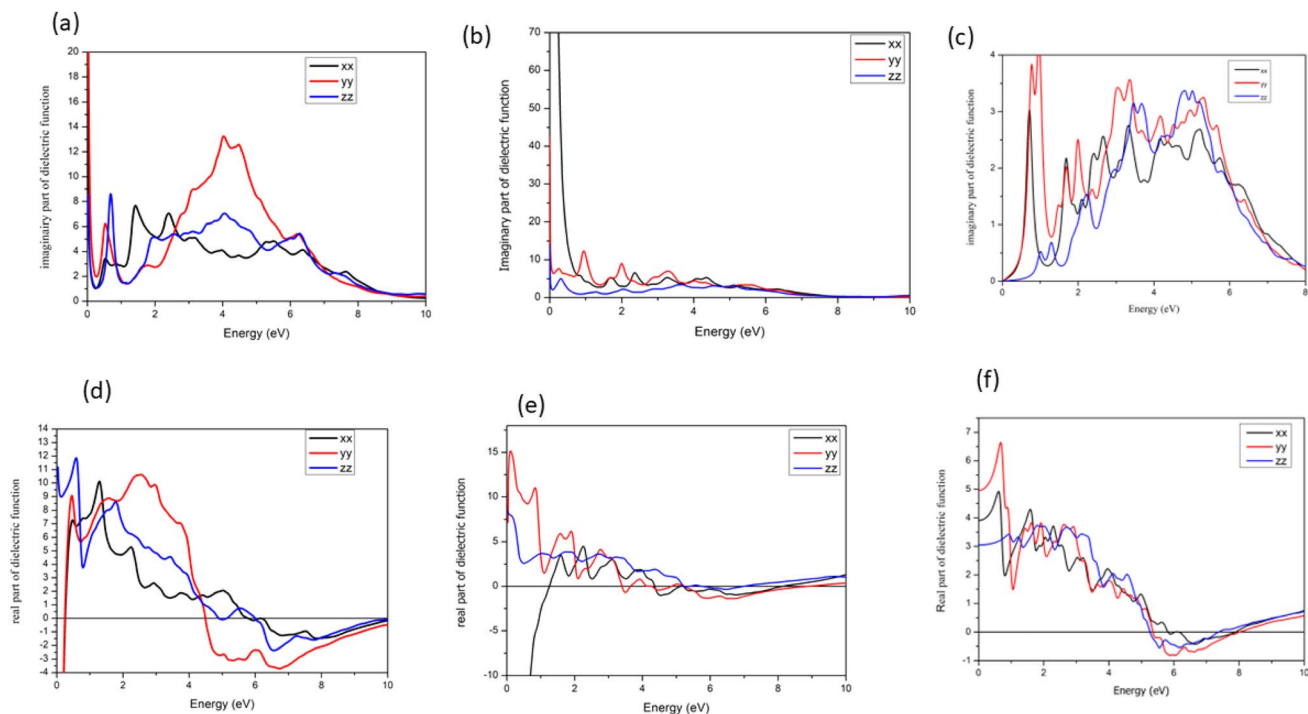 (a)
20
18
16
14
12
10
8
6
4
2
0
imaginairy part of dielectric function
xx
yy
zz
0 2 4 6 8 10
Energy (eV)
(b)
70
60
50
40
30
20
10
0
Imaginary part of dielectric function
xx
yy
zz
0 2 4 6 8 10
Energy (eV)
(c)
4
3
2
1
0
imaginary part of dielectric function
xx
yy
zz
0 2 4 6 8
Energy (eV)
(d)
14
13
12
11
10
9
8
7
6
5
4
3
2
1
0
-1
-2
-3
-4
real part of dielectric function
xx
yy
zz
0 2 4 6 8 10
Energy (eV)
(e)
15
10
5
0
-5
-10
real part of dielectric function
xx
yy
zz
0 2 4 6 8 10
Energy (eV)
(f)
7
6
5
4
3
2
1
0
-1
Real part of dielectric function
xx
yy
zz
0 2 4 6 8 10
Energy (eV)